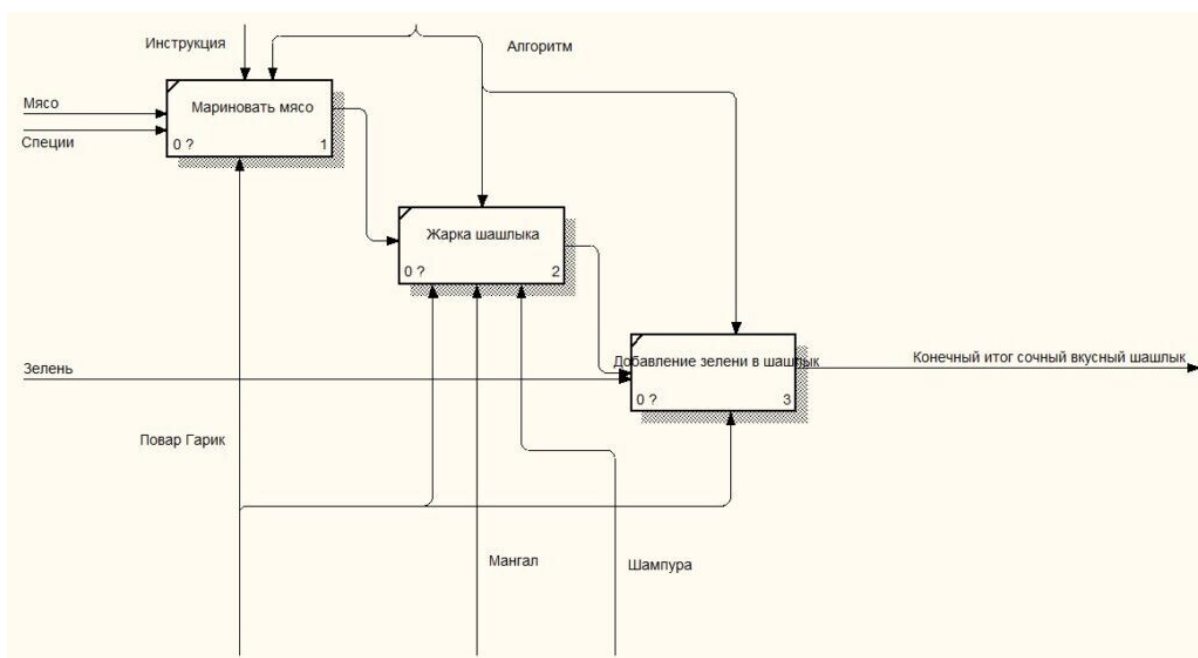 Инструкция
Алгоритм
Мясо
Специи
Мариновать мясо
0 ?
1
Жарка шашлыка
0 ?
2
Зелень
Добавление зелени в шашлык
0 ?
3
Конечный итог сочный вкусный шашлык
Повар Гарик
Мангал
Шампура